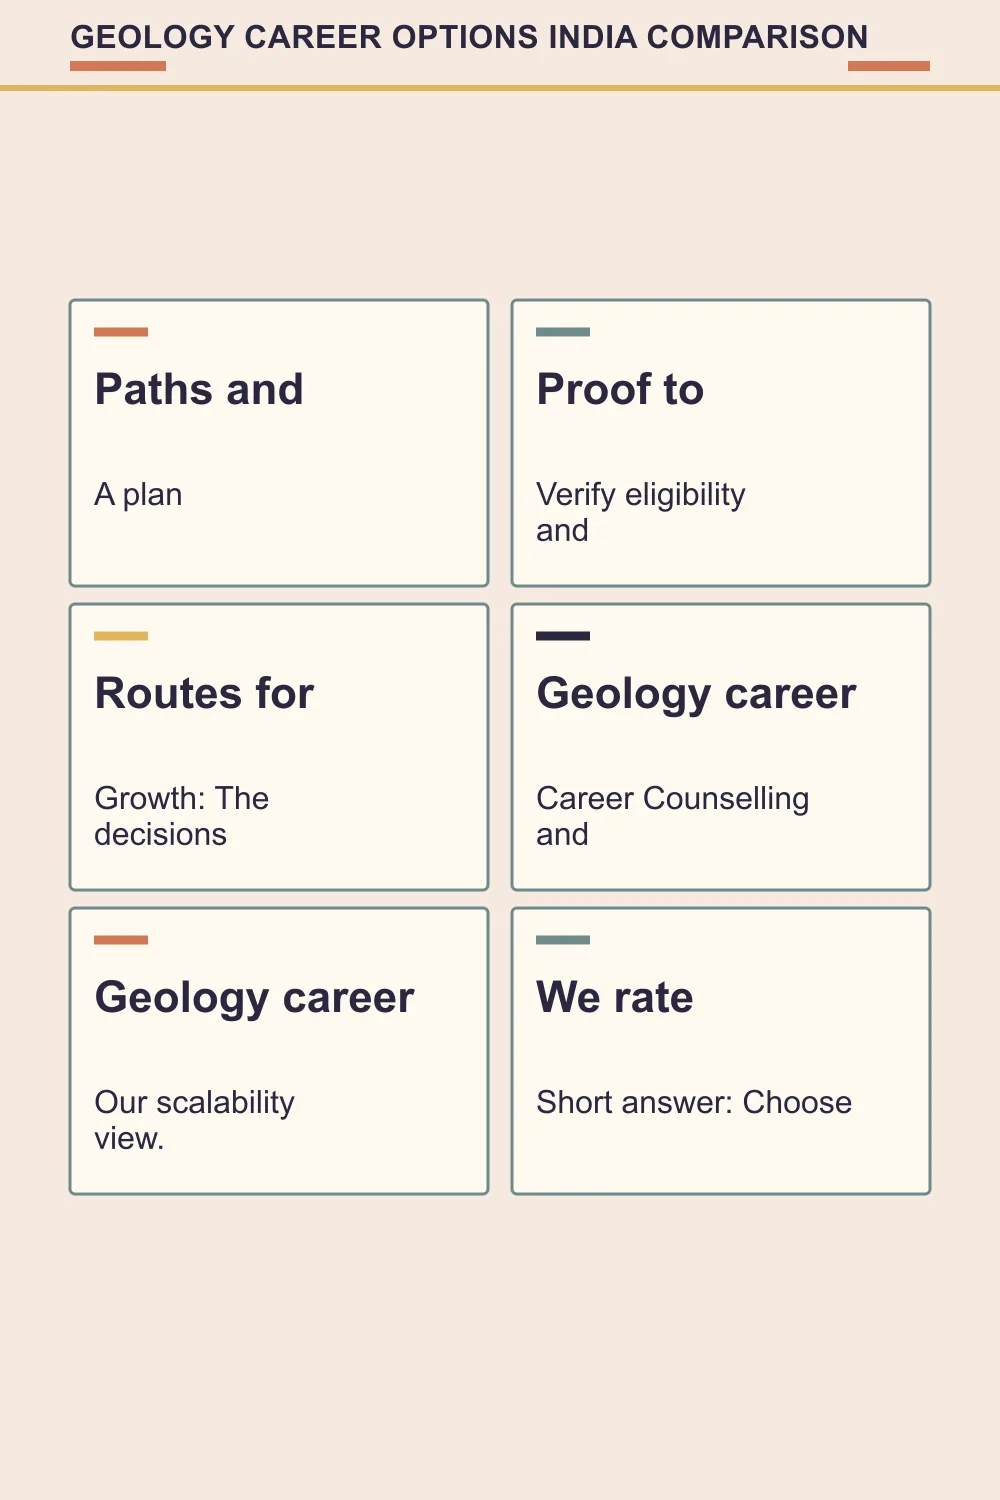 GEOLOGY CAREER OPTIONS INDIA COMPARISON
Paths and
A plan
Proof to
Verify eligibility
and
Routes for
Growth: The
decisions
Geology career
Career Counselling
and
Geology career
Our scalability
view.
We rate
Short answer: Choose